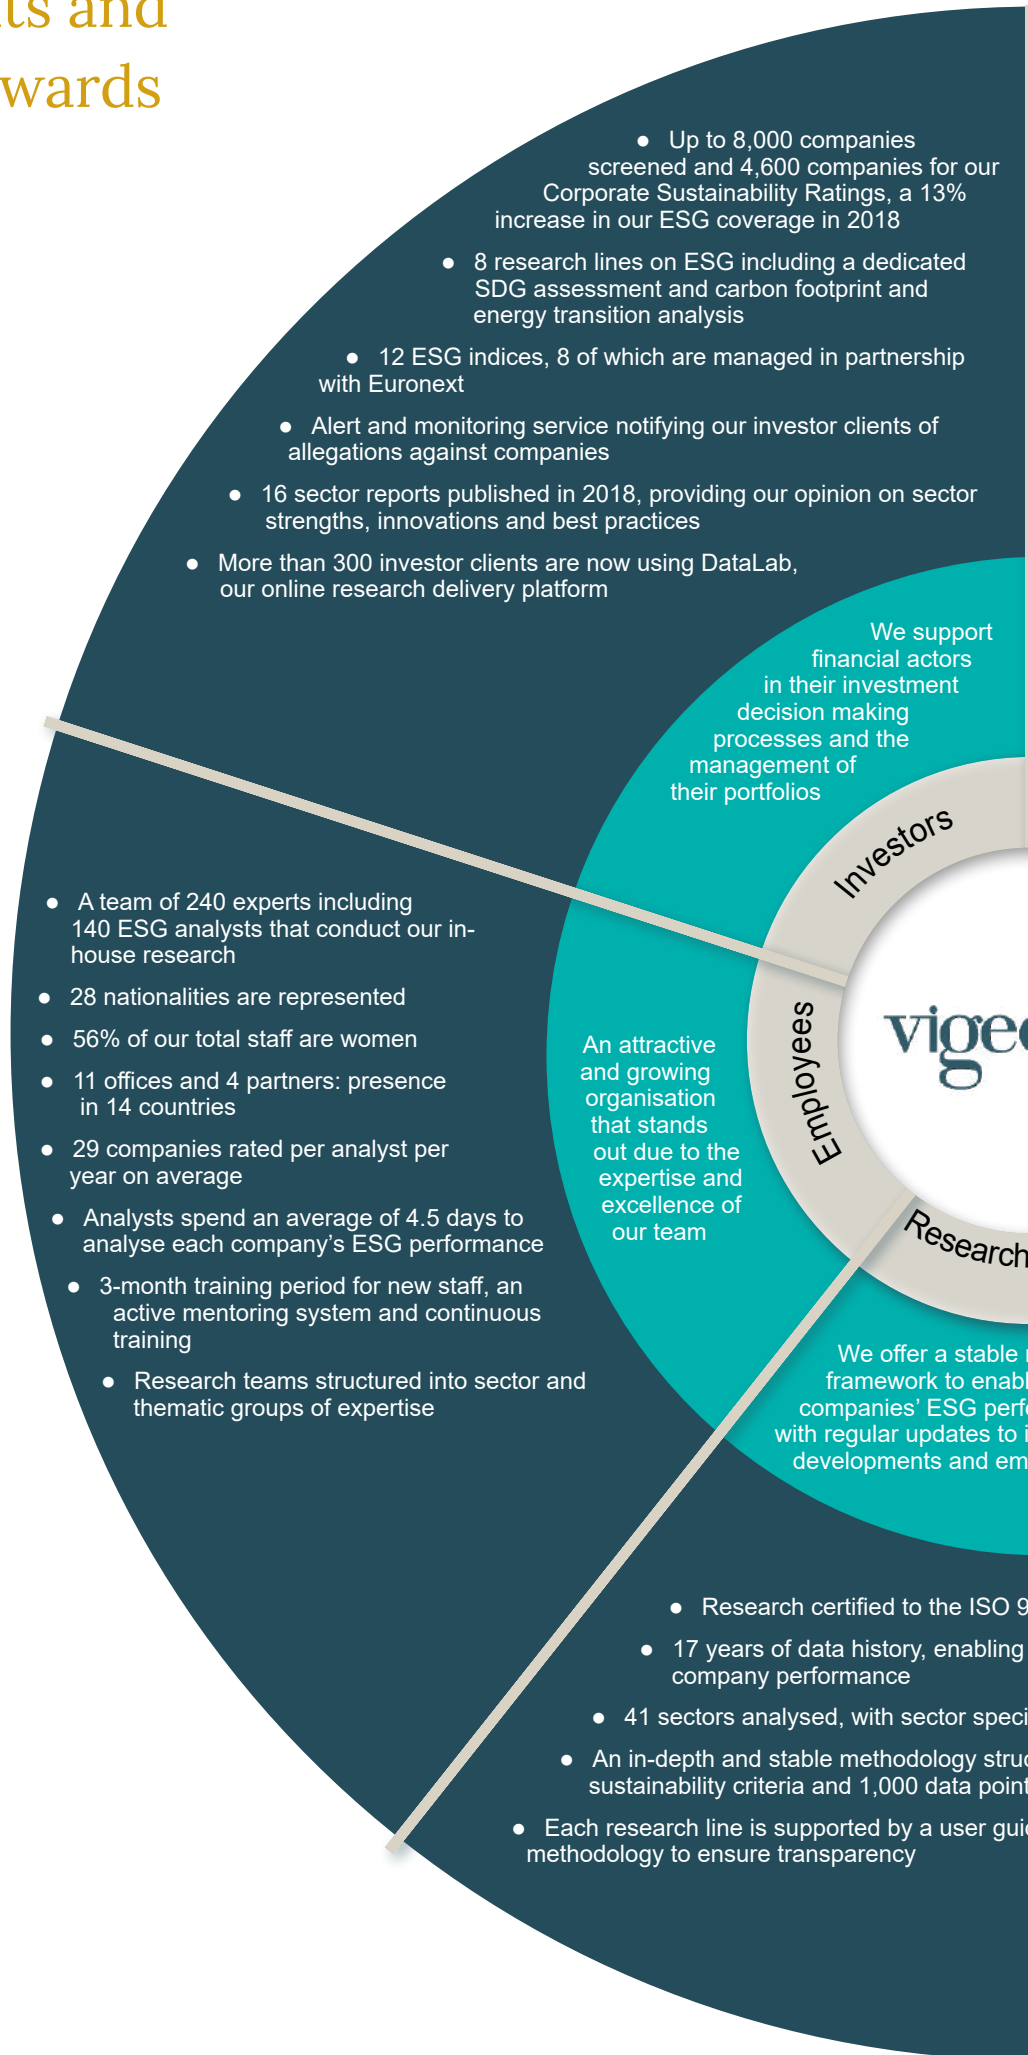 and
wards
● Up to 8,000 companies
screened and 4,600 companies for our
Corporate Sustainability Ratings, a 13%
increase in our ESG coverage in 2018
● 8 research lines on ESG including a dedicated
SDG assessment and carbon footprint and
energy transition analysis
● 12 ESG indices, 8 of which are managed in partnership
with Euronext
● Alert and monitoring service notifying our investor clients of
allegations against companies
● 16 sector reports published in 2018, providing our opinion on sector
strengths, innovations and best practices
● More than 300 investor clients are now using DataLab,
our online research delivery platform
We support
financial actors
in their investment
decision making
processes and the
management of
their portfolios
Investors
● A team of 240 experts including
140 ESG analysts that conduct our in-
house research
● 28 nationalities are represented
● 56% of our total staff are women
● 11 offices and 4 partners: presence
in 14 countries
● 29 companies rated per analyst per
year on average
● Analysts spend an average of 4.5 days to
analyse each company's ESG performance
● 3-month training period for new staff, an
active mentoring system and continuous
training
● Research teams structured into sector and
thematic groups of expertise
An attractive
and growing
organisation
that stands
out due to the
expertise and
excellence of
our team
Employees
vige
Research
We offer a stable
framework to enabl
companies' ESG perf
with regular updates to
developments and em
● Research certified to the ISO 9
● 17 years of data history, enabling
company performance
● 41 sectors analysed, with sector speci
● An in-depth and stable methodology struc
sustainability criteria and 1,000 data point
● Each research line is supported by a user gui
methodology to ensure transparency